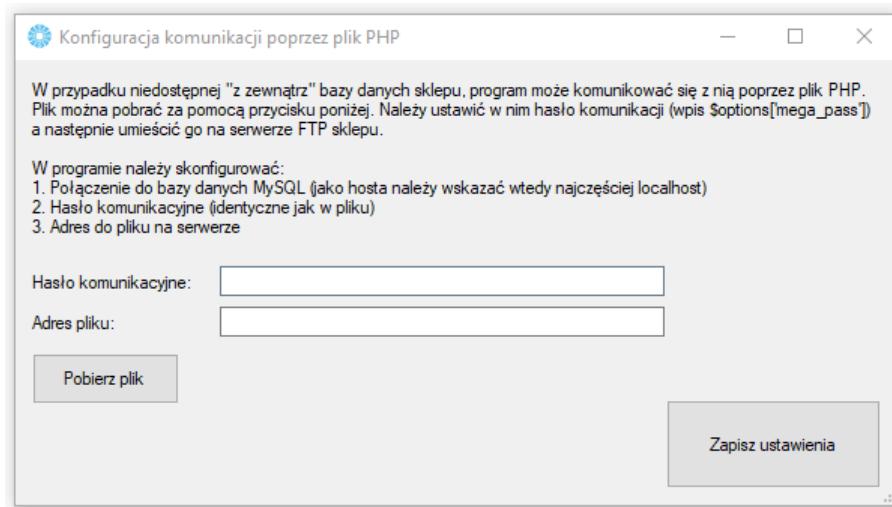 Konfiguracja komunikacji poprzez plik PHP
W przypadku niedostępnej "z zewnątrz" bazy danych sklepu, program może komunikować się z nią poprzez plik PHP.
Plik można pobrać za pomocą przycisku poniżej. Należy ustawić w nim hasło komunikacji (wpis $options['mega_pass'])
a następnie umieścić go na serwerze FTP sklepu.
W programie należy skonfigurować:
1. Połączenie do bazy danych MySQL (jako hosta należy wskazać wtedy najczęściej localhost)
2. Hasło komunikacyjne (identyczne jak w pliku)
3. Adres do pliku na serwerze
Hasło komunikacyjne:
Adres pliku:
Pobierz plik
Zapisz ustawienia